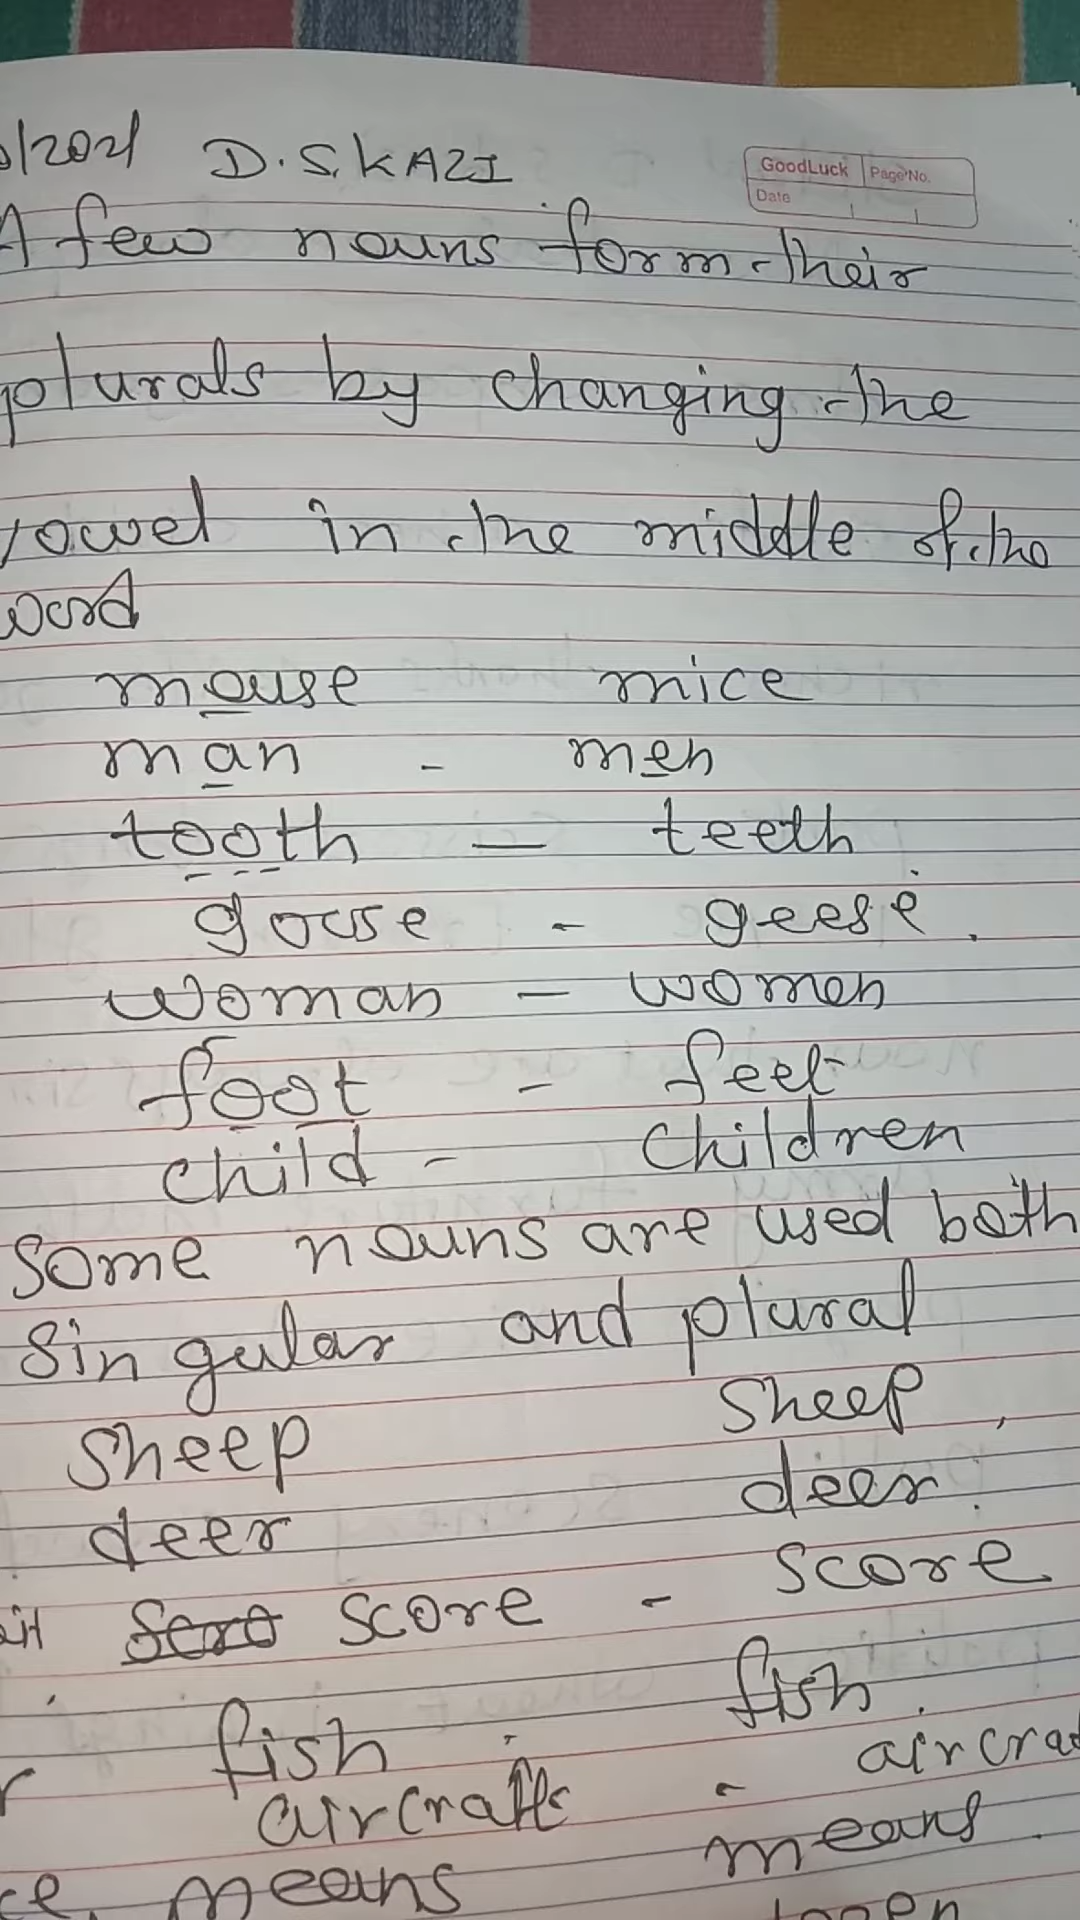 /2021 D.S.KAZI
GoodLuck Page No.
Date
A few nouns form their
plurals by changing the
vowel in the middle of the
word
mouse mice
man - men
tooth — teeth
goose - geese.
woman - women
foot - feet
child - children
Some nouns are used both
Singular and plural
Sheep Sheep,
deer deer.
score - score
fish - fish.
aircraft - aircra
means means.